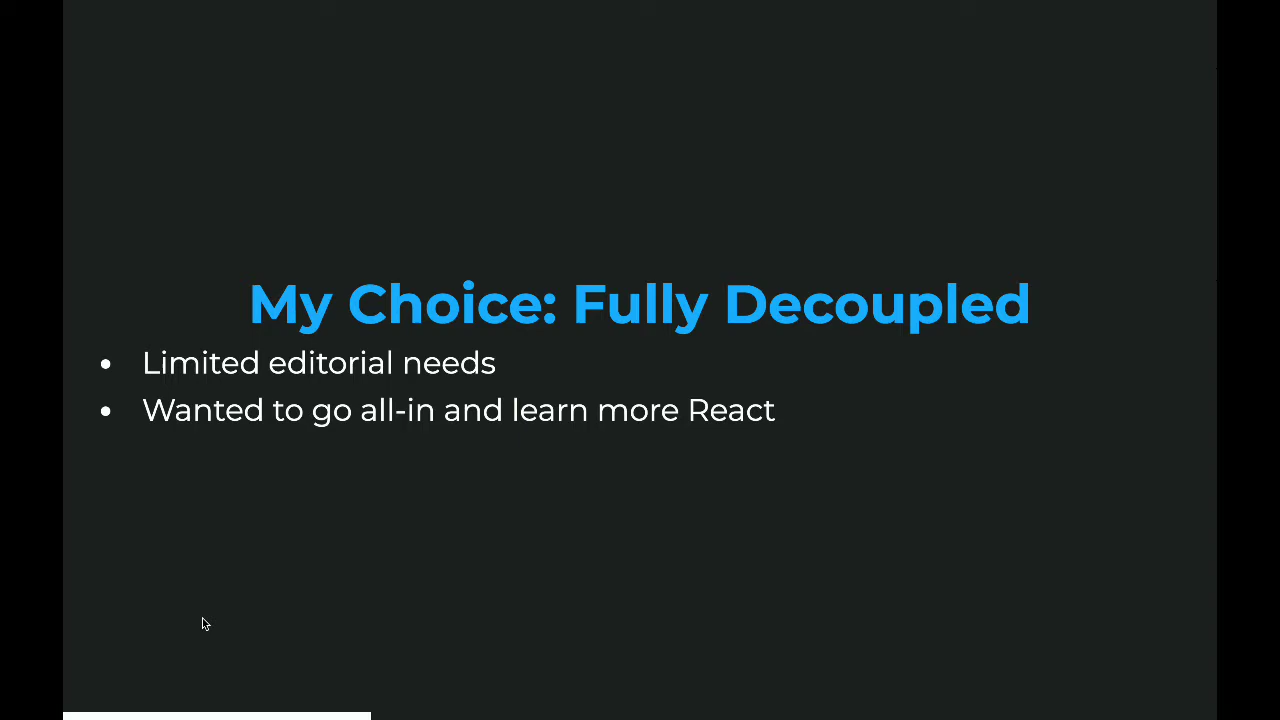 My Choice: Fully Decoupled
• Limited editorial needs
• Wanted to go all-in and learn more React